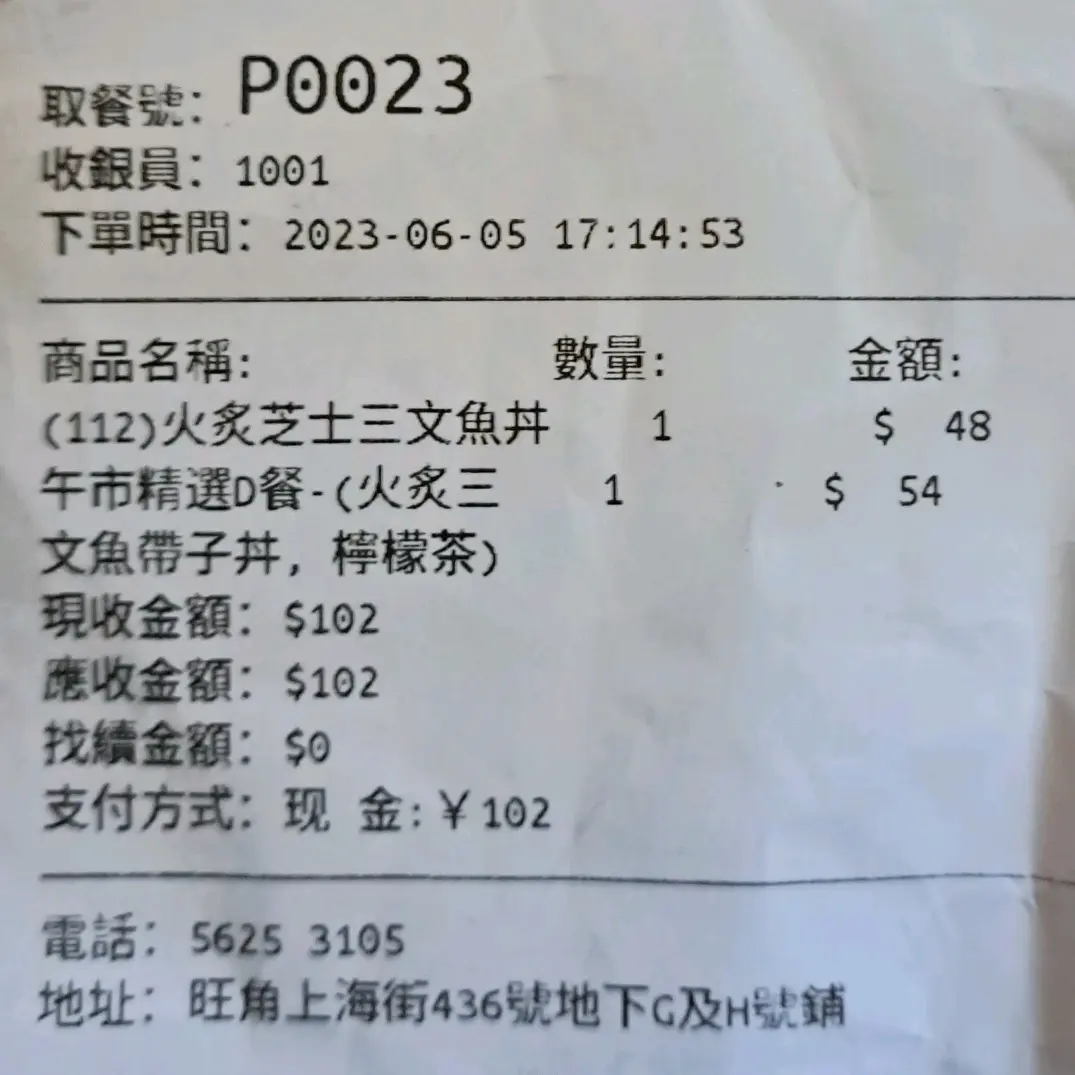 取餐號: P0023
收銀員: 1001
下單時間: 2023-06-05 17:14:53
商品名稱: 數量: 金額:
(112)火炙芝士三文魚丼 1 $ 48
午市精選D餐-(火炙三 1 $ 54
文魚帶子丼, 檸檬茶)
現收金額: $102
應收金額: $102
找續金額: $0
支付方式: 现 金:¥102
電話: 5625 3105
地址: 旺角上海街436號地下G及H號鋪